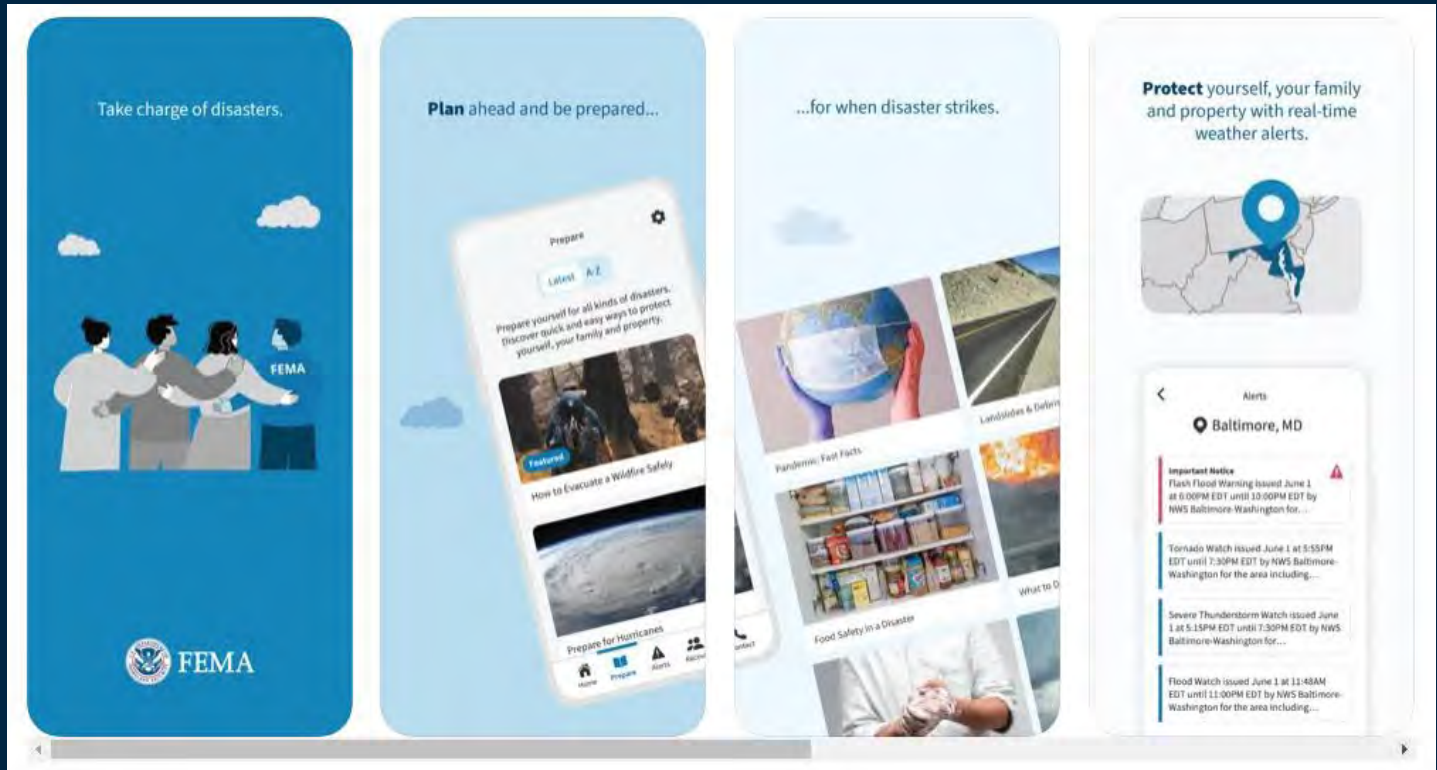 Take charge of disasters.
FEMA
FEMA
Plan ahead and be prepared...
Prepare
Latest A-Z
Prepare yourself for all kinds of disasters.
Discover quick and easy ways to protect
yourself, your family and property.
Featured
How to Evacuate a Wildfire Safely
Prepare for Hurricanes
Home Prepare Alerts
...for when disaster strikes.
Pandemic: Fast Facts
Landslides & Debris
Food Safety in a Disaster
What to D
ontact
Protect yourself, your family
and property with real-time
weather alerts.
Alerts
Baltimore, MD
Important Notice
Flash Flood Warning issued June 1
at 6:00PM EDT until 10:00PM EDT by
NWS Baltimore-Washington for...
Tornado Watch issued June 1 at 5:55PM
EDT until 7:30PM EDT by NWS Baltimore-
Washington for the area including...
Severe Thunderstorm Watch issued June
1 at 5:15PM EDT until 7:30PM EDT by NWS
Baltimore-Washington for...
Flood Watch issued June 1 at 11:48AM
EDT until 11:00PM EDT by NWS Baltimore-
Washington for the area including...